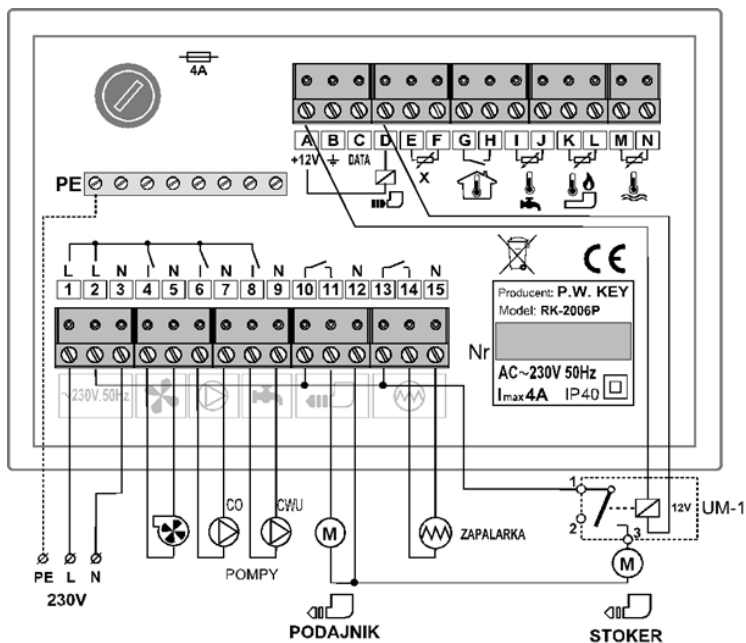 4A
A B C D E F G H I J K L M N
+12V DATA
X
PE
L L N I N I N I N N N
1 2 3 4 5 6 7 8 9 10 11 12 13 14 15
~230V.50Hz
Producent: P.W. KEY
Model: RK-2006P
Nr
AC~230V 50Hz
Imax 4A IP40
CE
1
2
3
12V
UM-1
CO
CWU
M
ZAPALARKA
M
PE L N
230V
POMPY
PODAJNIK
STOKER